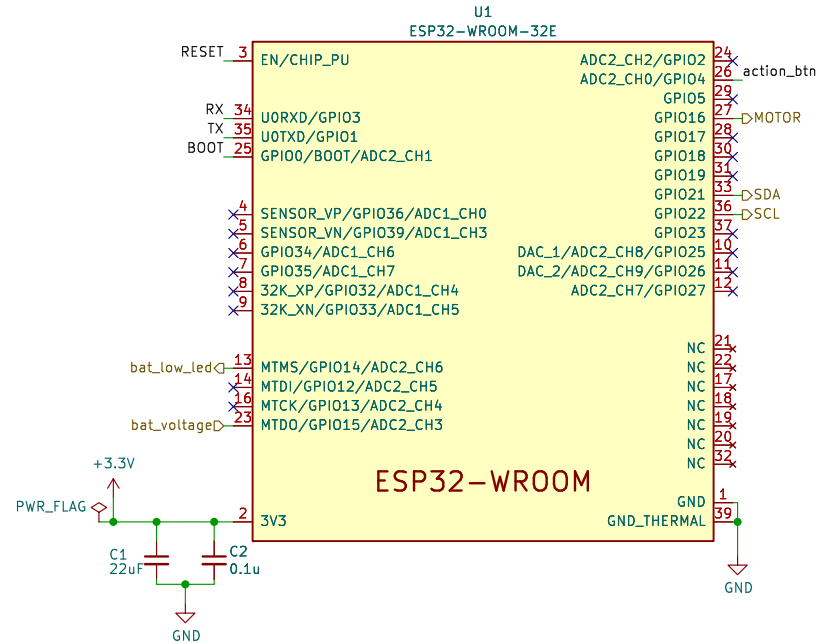 U1
ESP32-WROOM-32E
RESET 3 EN/CHIP_PU
RX 34 U0RXD/GPIO3
TX 35 U0TXD/GPIO1
BOOT 25 GPIO0/BOOT/ADC2_CH1
4 SENSOR_VP/GPIO36/ADC1_CH0
5 SENSOR_VN/GPIO39/ADC1_CH3
6 GPIO34/ADC1_CH6
7 GPIO35/ADC1_CH7
8 32K_XP/GPIO32/ADC1_CH4
9 32K_XN/GPIO33/ADC1_CH5
bat_low_led 13 MTMS/GPIO14/ADC2_CH6
14 MTDI/GPIO12/ADC2_CH5
16 MTCK/GPIO13/ADC2_CH4
bat_voltage 23 MTDO/GPIO15/ADC2_CH3
2 3V3
ADC2_CH2/GPIO2 24
ADC2_CH0/GPIO4 26 action_btn
GPIO5 29
GPIO16 27 MOTOR
GPIO17 28
GPIO18 30
GPIO19 31
GPIO21 33 SDA
GPIO22 36 SCL
GPIO23 37
DAC_1/ADC2_CH8/GPIO25 10
DAC_2/ADC2_CH9/GPIO26 11
ADC2_CH7/GPIO27 12
NC 21
NC 22
NC 17
NC 18
NC 19
NC 20
NC 32
ESP32-WROOM
GND 1
GND_THERMAL 39
GND
+3.3V
PWR_FLAG
C1
22uF
C2
0.1u
GND